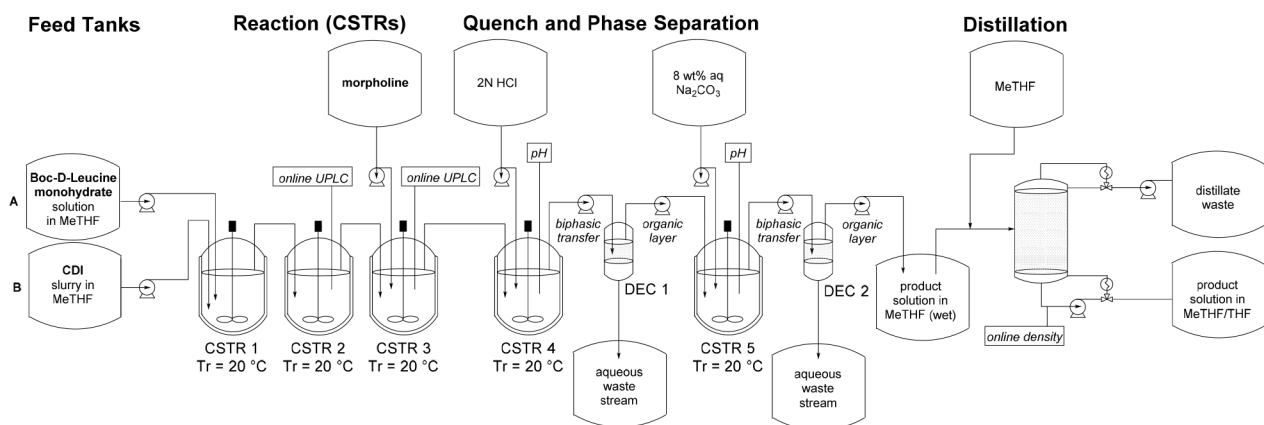 Feed Tanks
Reaction (CSTRs)
Quench and Phase Separation
Distillation
morpholine
2N HCl
8 wt% aq
Na₂CO₃
MeTHF
pH
pH
online UPLC
online UPLC
A
Boc-D-Leucine
monohydrate
solution
in MeTHF
B
CDI
slurry in
MeTHF
biphasic
transfer
organic
layer
biphasic
transfer
organic
layer
distillate
waste
DEC 1
DEC 2
product
solution in
MeTHF (wet)
product
solution in
MeTHF/THF
online density
CSTR 1
Tr = 20 °C
CSTR 2
Tr = 20 °C
CSTR 3
Tr = 20 °C
CSTR 4
Tr = 20 °C
CSTR 5
Tr = 20 °C
aqueous
waste
stream
aqueous
waste
stream